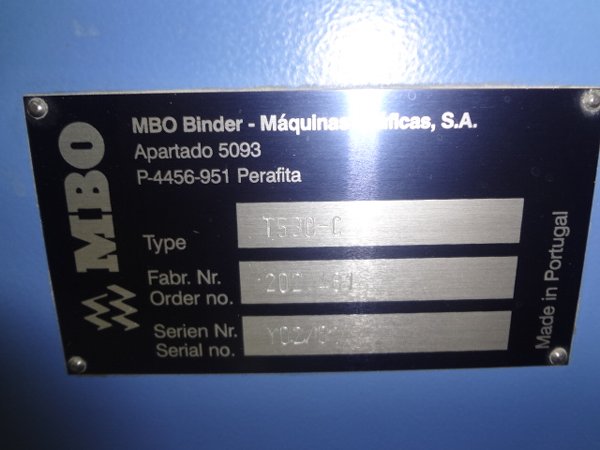 MBO
MBO Binder - Máquinas Gráficas, S.A.
Apartado 5093
P-4456-951 Perafita
Type
Fabr. Nr.
Order no.
Serien Nr.
Serial no.
Made in Portugal